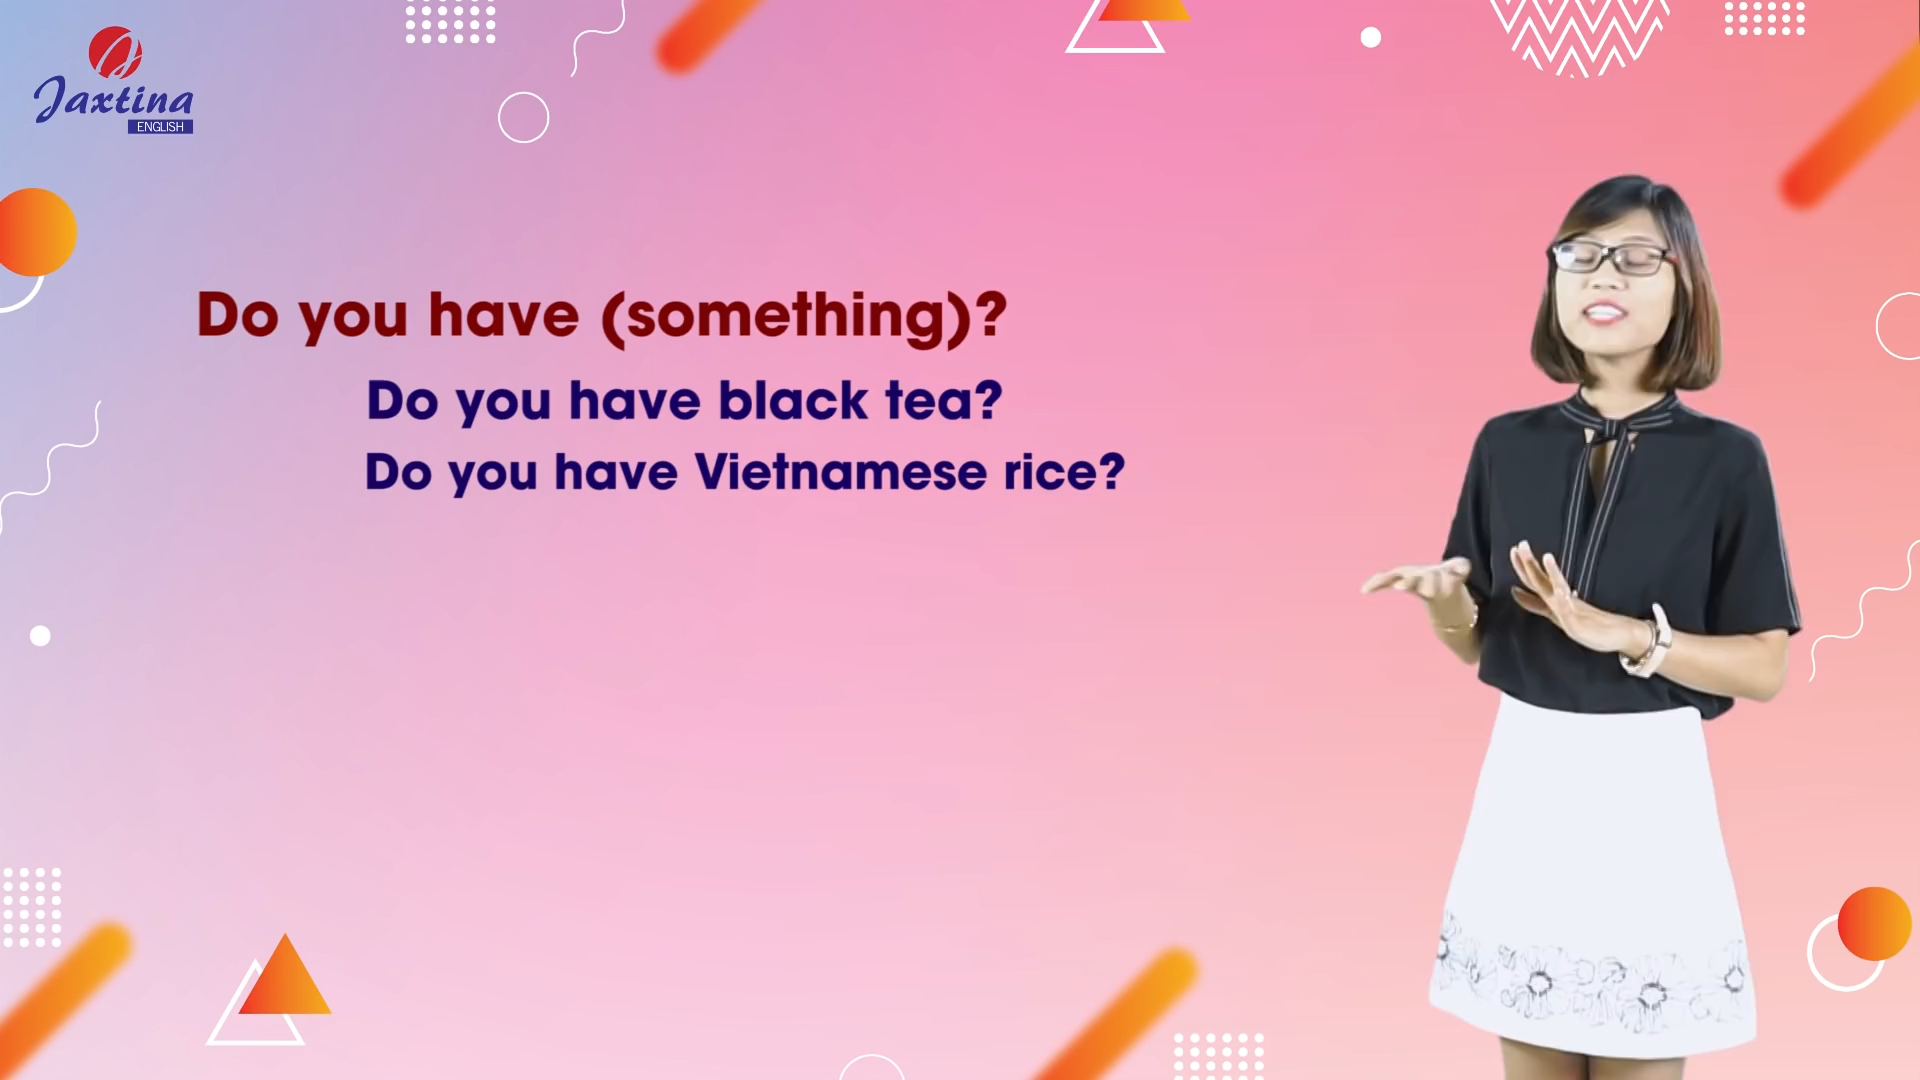 Jaxtina
ENGLISH
Do you have (something)?
Do you have black tea?
Do you have Vietnamese rice?